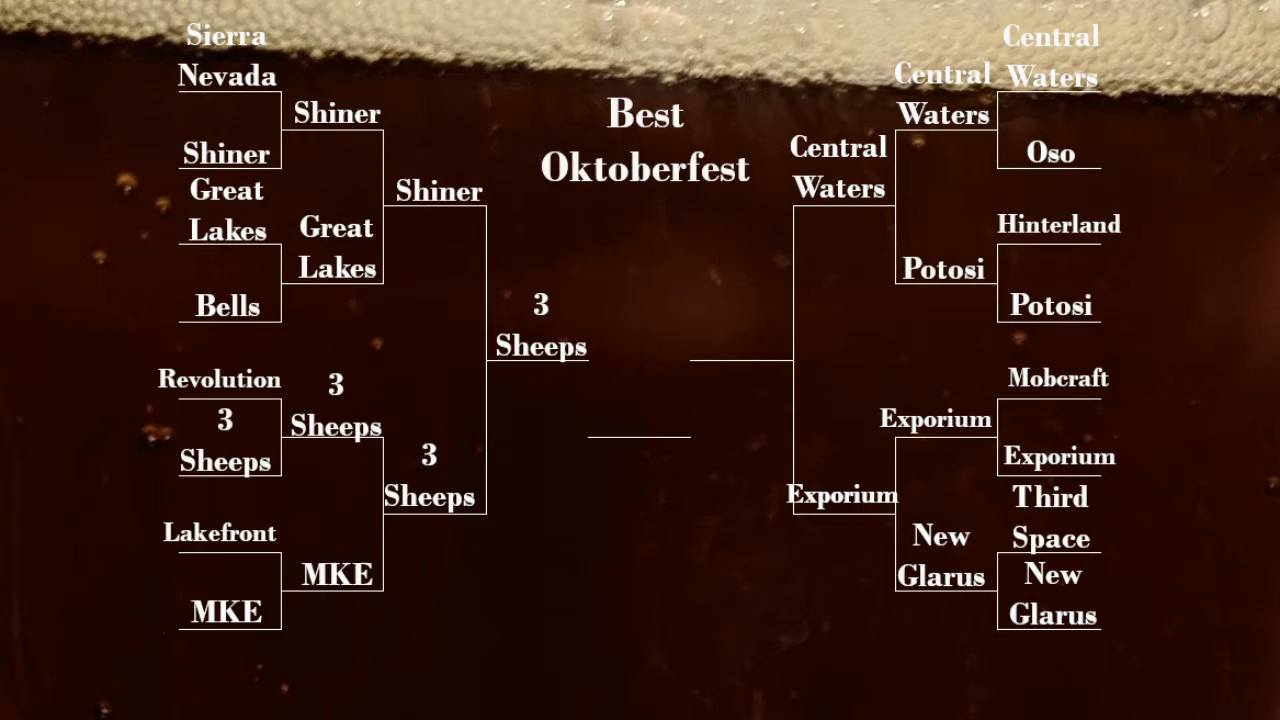 Best
Oktoberfest
Sierra
Nevada
Shiner
Great
Lakes
Bells
Revolution
3
Sheeps
Lakefront
MKE
Shiner
Great
Lakes
3
Sheeps
MKE
Shiner
3
Sheeps
3
Sheeps
Central
Waters
Exporium
Central
Waters
Potosi
Exporium
New
Glarus
Central
Waters
Oso
Hinterland
Potosi
Mobcraft
Exporium
Third
Space
New
Glarus